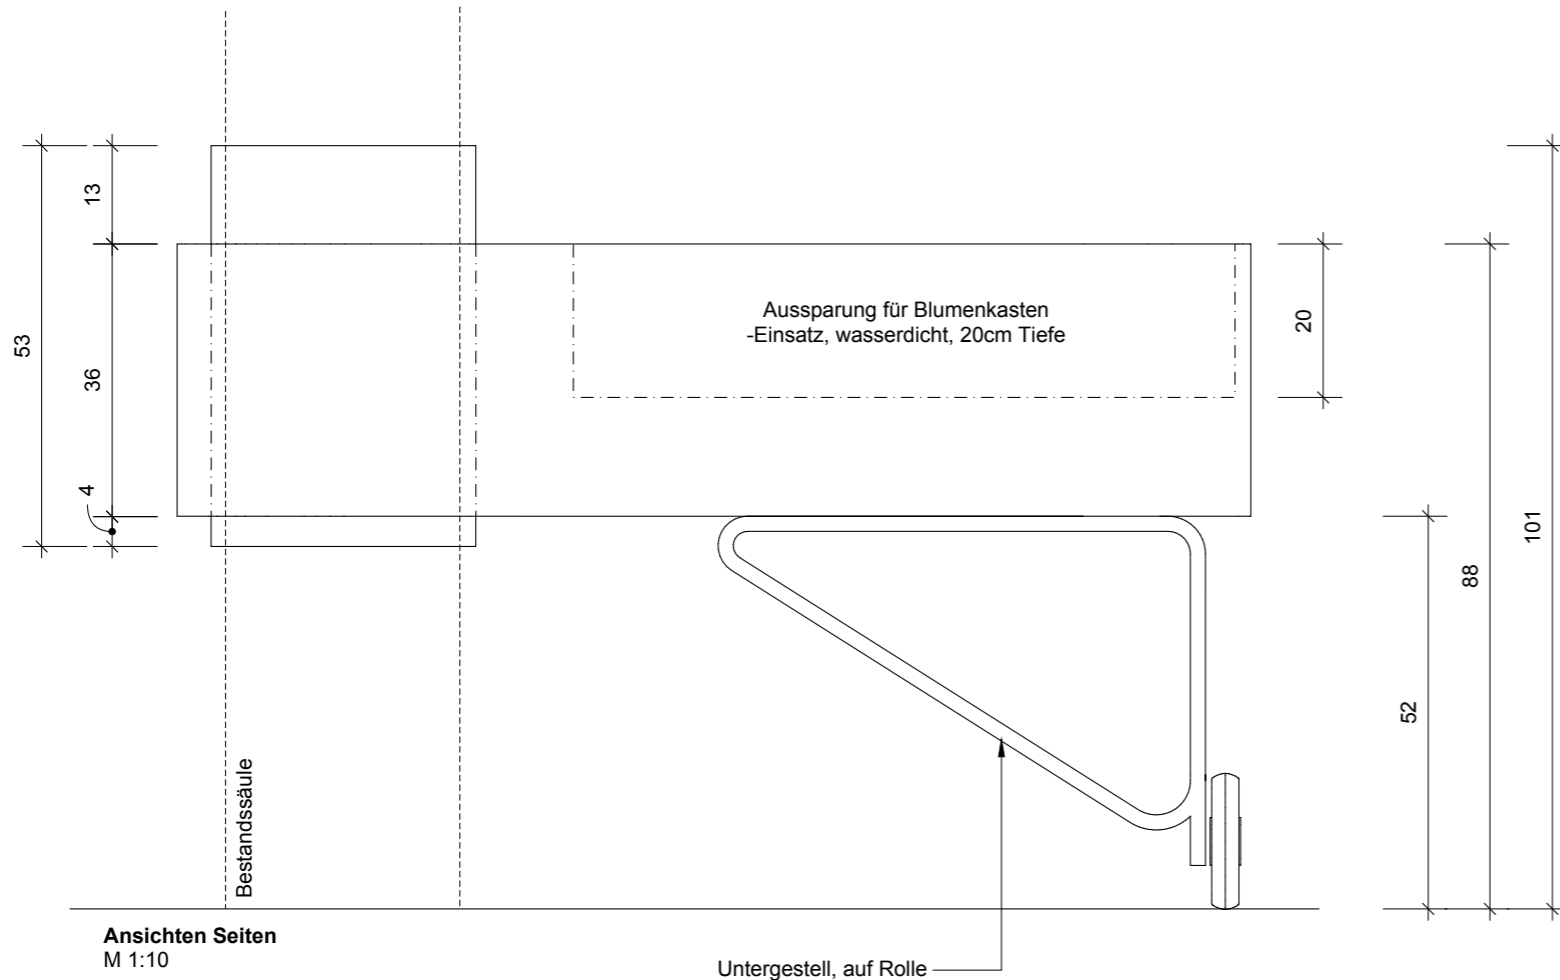 13
53
36
4
Aussparung für Blumenkasten
-Einsatz, wasserdicht, 20cm Tiefe
20
101
88
52
Bestandssäule
Ansichten Seiten
M 1:10
Untergestell, auf Rolle